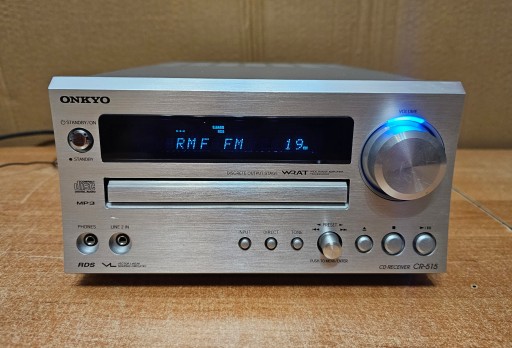 ONKYO
VOLUME
STANDBY/ON
STANDBY
RMF FM 19
DISCRETE OUTPUT STAGE WRAT
MP3
PHONES LINE 2 IN
INPUT DIRECT TONE PRESET
RDS VL
CD RECEIVER CR-515